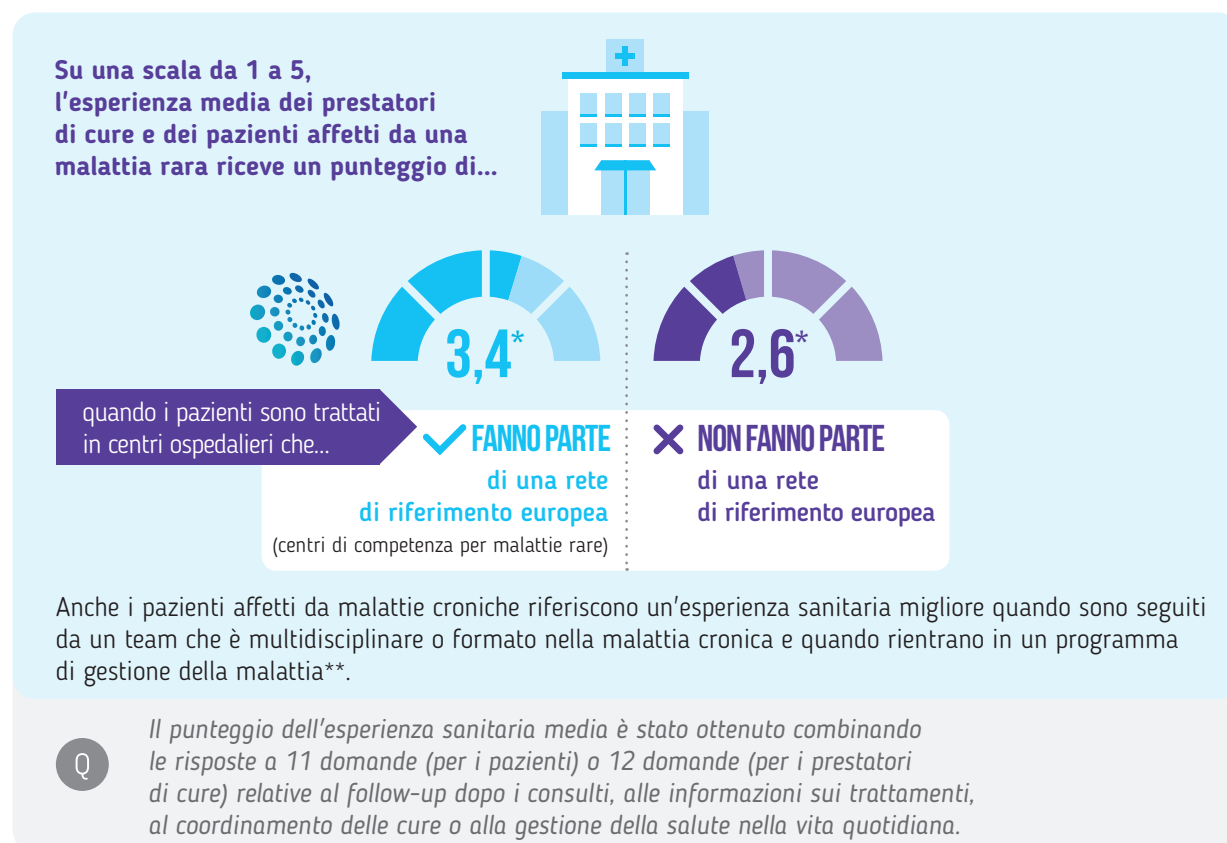 Su una scala da 1 a 5,
l'esperienza media dei prestatori
di cure e dei pazienti affetti da una
malattia rara riceve un punteggio di...
3,4*
2,6*
quando i pazienti sono trattati
in centri ospedalieri che...
FANNO PARTE
di una rete
di riferimento europea
(centri di competenza per malattie rare)
NON FANNO PARTE
di una rete
di riferimento europea
Anche i pazienti affetti da malattie croniche riferiscono un'esperienza sanitaria migliore quando sono seguiti
da un team che è multidisciplinare o formato nella malattia cronica e quando rientrano in un programma
di gestione della malattia**.
Q
Il punteggio dell'esperienza sanitaria media è stato ottenuto combinando
le risposte a 11 domande (per i pazienti) o 12 domande (per i prestatori
di cure) relative al follow-up dopo i consulti, alle informazioni sui trattamenti,
al coordinamento delle cure o alla gestione della salute nella vita quotidiana.